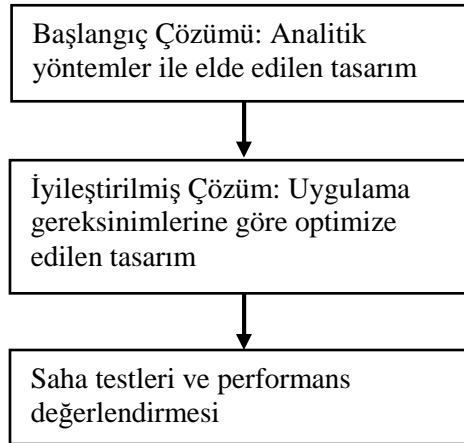 Başlangıç Çözümü: Analitik
yöntemler ile elde edilen tasarım
İyileştirilmiş Çözüm: Uygulama
gereksinimlerine göre optimize
edilen tasarım
Saha testleri ve performans
değerlendirmesi